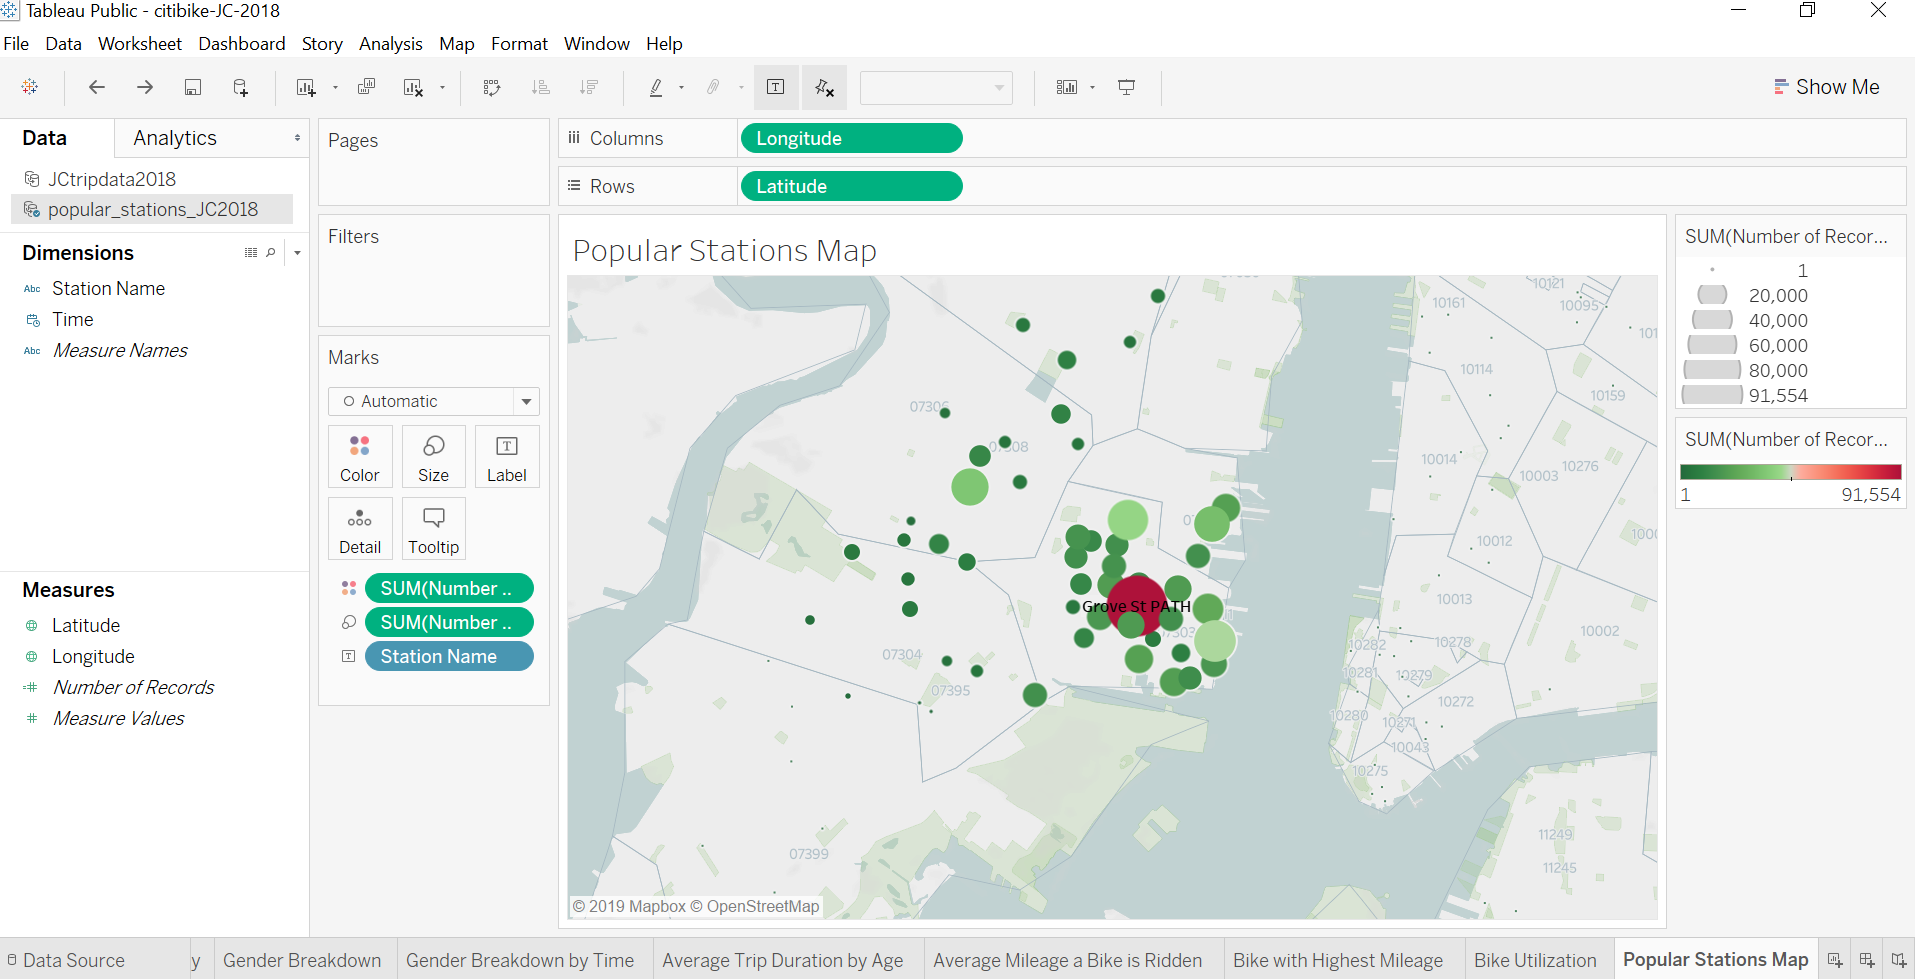 Tableau Public - citibike-JC-2018
File Data Worksheet Dashboard Story Analysis Map Format Window Help
Show Me
Data Analytics
JCtripdata2018
popular_stations_JC2018
Dimensions
Abc Station Name
Time
Abc Measure Names
Measures
Latitude
Longitude
Number of Records
Measure Values
Pages
Filters
Marks
Automatic
Color Size Label
Detail Tooltip
SUM(Number ..
SUM(Number ..
Station Name
Columns Longitude
Rows Latitude
Popular Stations Map
10121
10161
10095
10114
10159
07306
10014
10276
10003
10012
Grove St PATH
10013
10002
10282
10278
07304
10281
10279
07395
10272
10280
10271
10043
10275
11249
07399
11245
© 2019 Mapbox © OpenStreetMap
SUM(Number of Recor...
1
20,000
40,000
60,000
80,000
91,554
SUM(Number of Recor...
1 91,554
Data Source y Gender Breakdown Gender Breakdown by Time Average Trip Duration by Age Average Mileage a Bike is Ridden Bike with Highest Mileage Bike Utilization Popular Stations Map